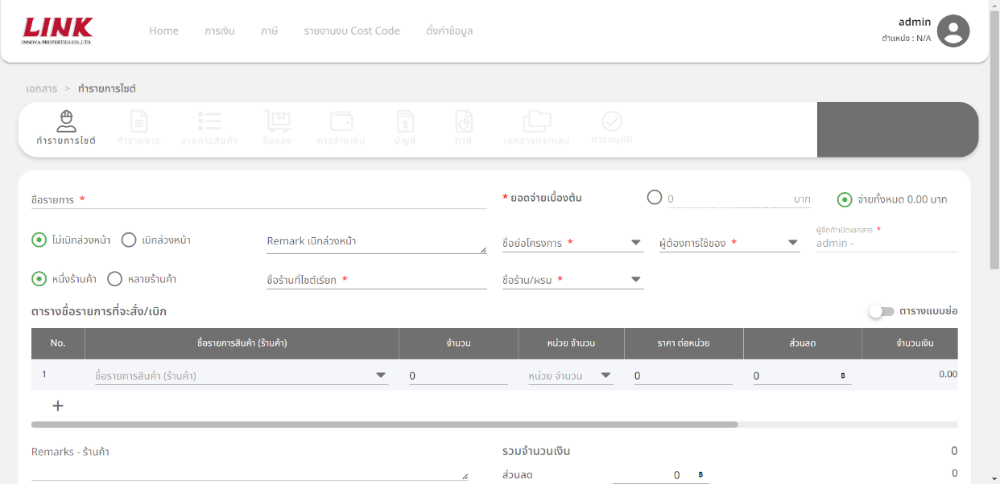 LINK
INNOVA PROPERTIES CO.,LTD.
Home การเงิน ภาษี รายงานงบ Cost Code ตั้งค่าข้อมูล
admin
ตำแหน่ง : N/A
เอกสาร > ทำรายการไซต์
ทำรายการไซต์ ทำรายการ รายการสินค้า รับของ การจ่ายเงิน บัญชี ภาษี เอกสารประกอบ การอนุมัติ
ชื่อรายการ * * ยอดจ่ายเบื้องต้น 0 บาท จ่ายทั้งหมด 0.00 บาท
ไม่เบิกล่วงหน้า เบิกล่วงหน้า Remark เบิกล่วงหน้า ชื่อย่อโครงการ * ผู้ต้องการใช้ของ * ผู้จัดทำเปิดเอกสาร *
admin -
หนึ่งร้านค้า หลายร้านค้า ชื่อร้านที่ไซต์เรียก * ชื่อร้าน/ผรม *
ตารางชื่อรายการที่จะสั่ง/เบิก ตารางแบบย่อ
No. ชื่อรายการสินค้า (ร้านค้า) จำนวน หน่วย จำนวน ราคา ต่อหน่วย ส่วนลด จำนวนเงิน
1 ชื่อรายการสินค้า (ร้านค้า) 0 หน่วย จำนวน 0 0 ฿ 0.00
+
Remarks - ร้านค้า รวมจำนวนเงิน 0
ส่วนลด 0 ฿ 0